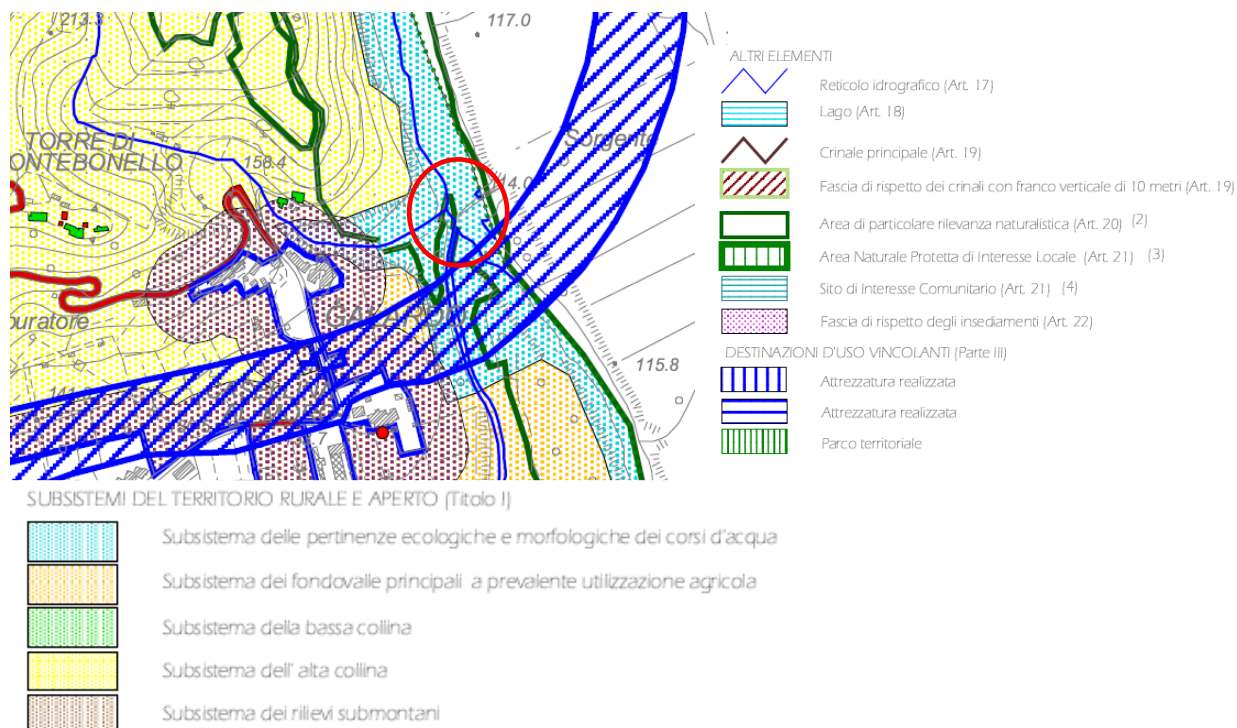 213.3
117.0
TORRE DI
ONTEBONELLO
158.4
Sorgente
14.0
puratore
115.8
ALTRI ELEMENTI
Reticolo idrografico (Art. 17)
Lago (Art. 18)
Crinale principale (Art. 19)
Fascia di rispetto dei crinali con franco verticale di 10 metri (Art. 19)
Area di particolare rilevanza naturalistica (Art. 20) (2)
Area Naturale Protetta di Interesse Locale (Art. 21) (3)
Sito di Interesse Comunitario (Art. 21) (4)
Fascia di rispetto degli insediamenti (Art. 22)
DESTINAZIONI D'USO VINCOLANTI (Parte III)
Attrezzatura realizzata
Attrezzatura realizzata
Parco territoriale
SUBSISTEMI DEL TERRITORIO RURALE E APERTO (Titolo I)
Subsistema delle pertinenze ecologiche e morfologiche dei corsi d'acqua
Subsistema dei fondovalle principali a prevalente utilizzazione agricola
Subsistema della bassa collina
Subsistema dell' alta collina
Subsistema dei rilievi submontani